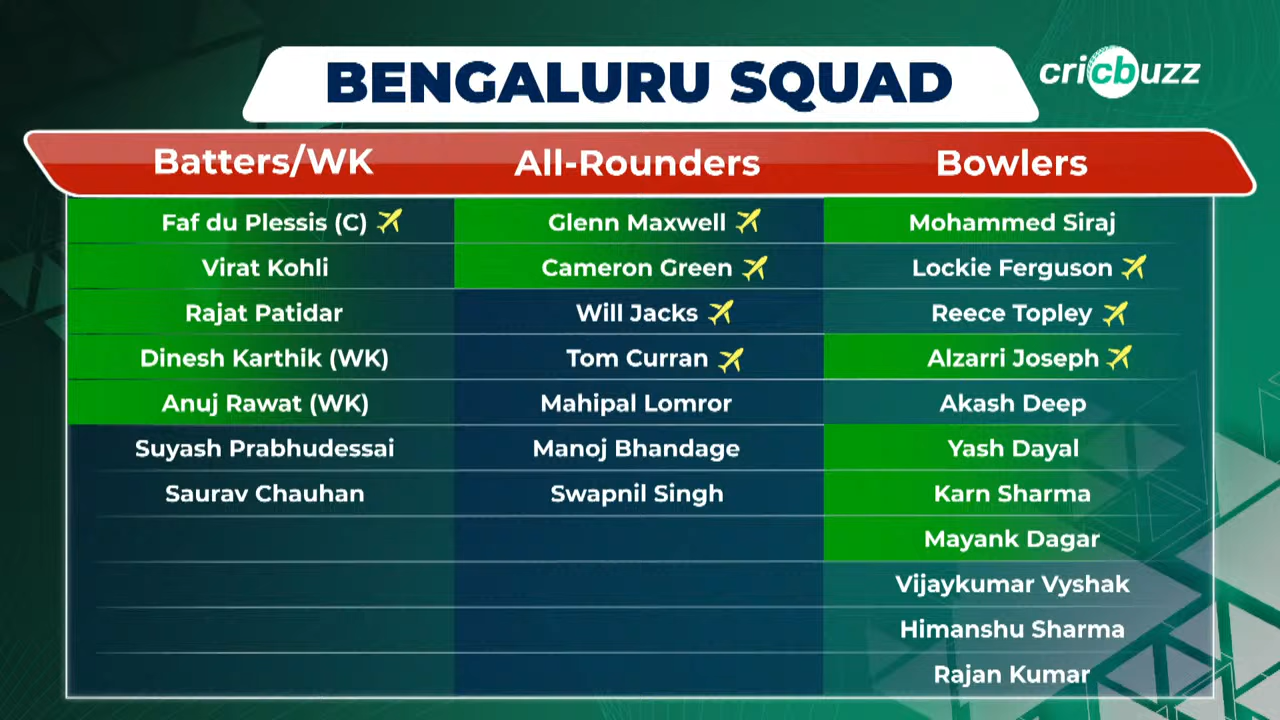 BENGALURU SQUAD
cricbuzz
Batters/WK All-Rounders Bowlers
Faf du Plessis (C) Glenn Maxwell Mohammed Siraj
Virat Kohli Cameron Green Lockie Ferguson
Rajat Patidar Will Jacks Reece Topley
Dinesh Karthik (WK) Tom Curran Alzarri Joseph
Anuj Rawat (WK) Mahipal Lomror Akash Deep
Suyash Prabhudessai Manoj Bhandage Yash Dayal
Saurav Chauhan Swapnil Singh Karn Sharma
Mayank Dagar
Vijaykumar Vyshak
Himanshu Sharma
Rajan Kumar